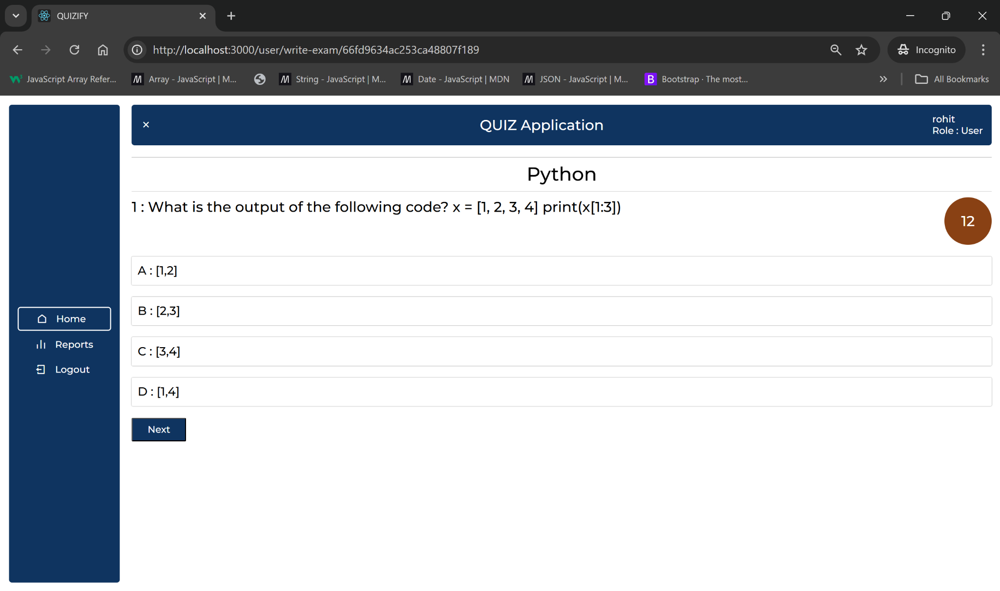 QUIZIFY
http://localhost:3000/user/write-exam/66fd9634ac253ca48807f189
Incognito
JavaScript Array Refer...
Array - JavaScript | M...
String - JavaScript | M...
Date - JavaScript | MDN
JSON - JavaScript | M...
B
Bootstrap · The most...
All Bookmarks
QUIZ Application
rohit
Role : User
Python
1 : What is the output of the following code? x = [1, 2, 3, 4] print(x[1:3])
12
A : [1,2]
B : [2,3]
C : [3,4]
D : [1,4]
Next
Home
Reports
Logout